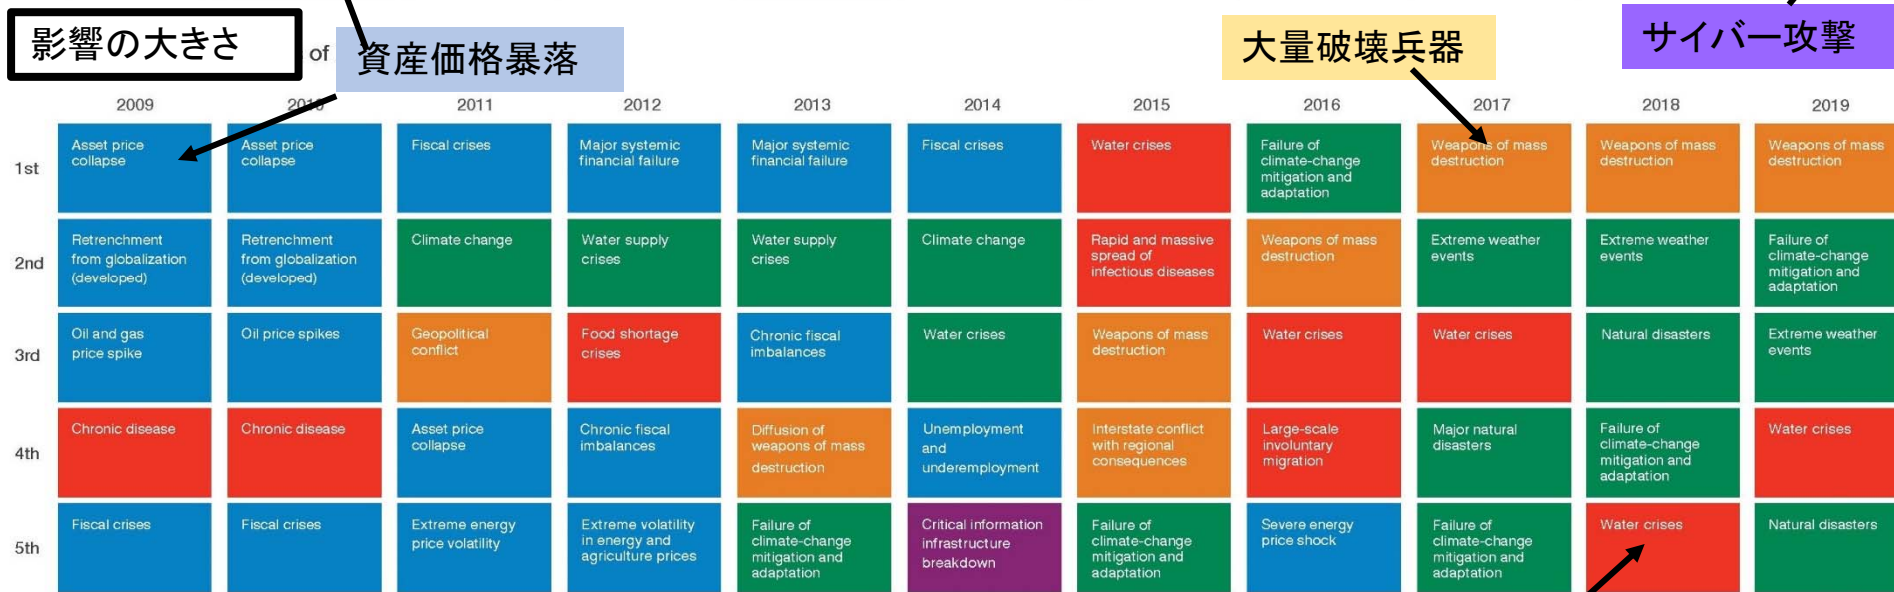 影響の大きさ
of
資産価格暴落
大量破壊兵器
サイバー攻撃
2009 2010 2011 2012 2013 2014 2015 2016 2017 2018 2019
1st
Asset price
collapse
Asset price
collapse
Fiscal crises
Major systemic
financial failure
Major systemic
financial failure
Fiscal crises
Water crises
Failure of
climate-change
mitigation and
adaptation
Weapons of mass
destruction
Weapons of mass
destruction
Weapons of mass
destruction
2nd
Retrenchment
from globalization
(developed)
Retrenchment
from globalization
(developed)
Climate change
Water supply
crises
Water supply
crises
Climate change
Rapid and massive
spread of
infectious diseases
Weapons of mass
destruction
Extreme weather
events
Extreme weather
events
Failure of
climate-change
mitigation and
adaptation
3rd
Oil and gas
price spike
Oil price spikes
Geopolitical
conflict
Food shortage
crises
Chronic fiscal
imbalances
Water crises
Weapons of mass
destruction
Water crises
Water crises
Natural disasters
Extreme weather
events
4th
Chronic disease
Chronic disease
Asset price
collapse
Chronic fiscal
imbalances
Diffusion of
weapons of mass
destruction
Unemployment
and
underemployment
Interstate conflict
with regional
consequences
Large-scale
involuntary
migration
Major natural
disasters
Failure of
climate-change
mitigation and
adaptation
Water crises
5th
Fiscal crises
Fiscal crises
Extreme energy
price volatility
Extreme volatility
in energy and
agriculture prices
Failure of
climate-change
mitigation and
adaptation
Critical information
infrastructure
breakdown
Failure of
climate-change
mitigation and
adaptation
Severe energy
price shock
Failure of
climate-change
mitigation and
adaptation
Water crises
Natural disasters